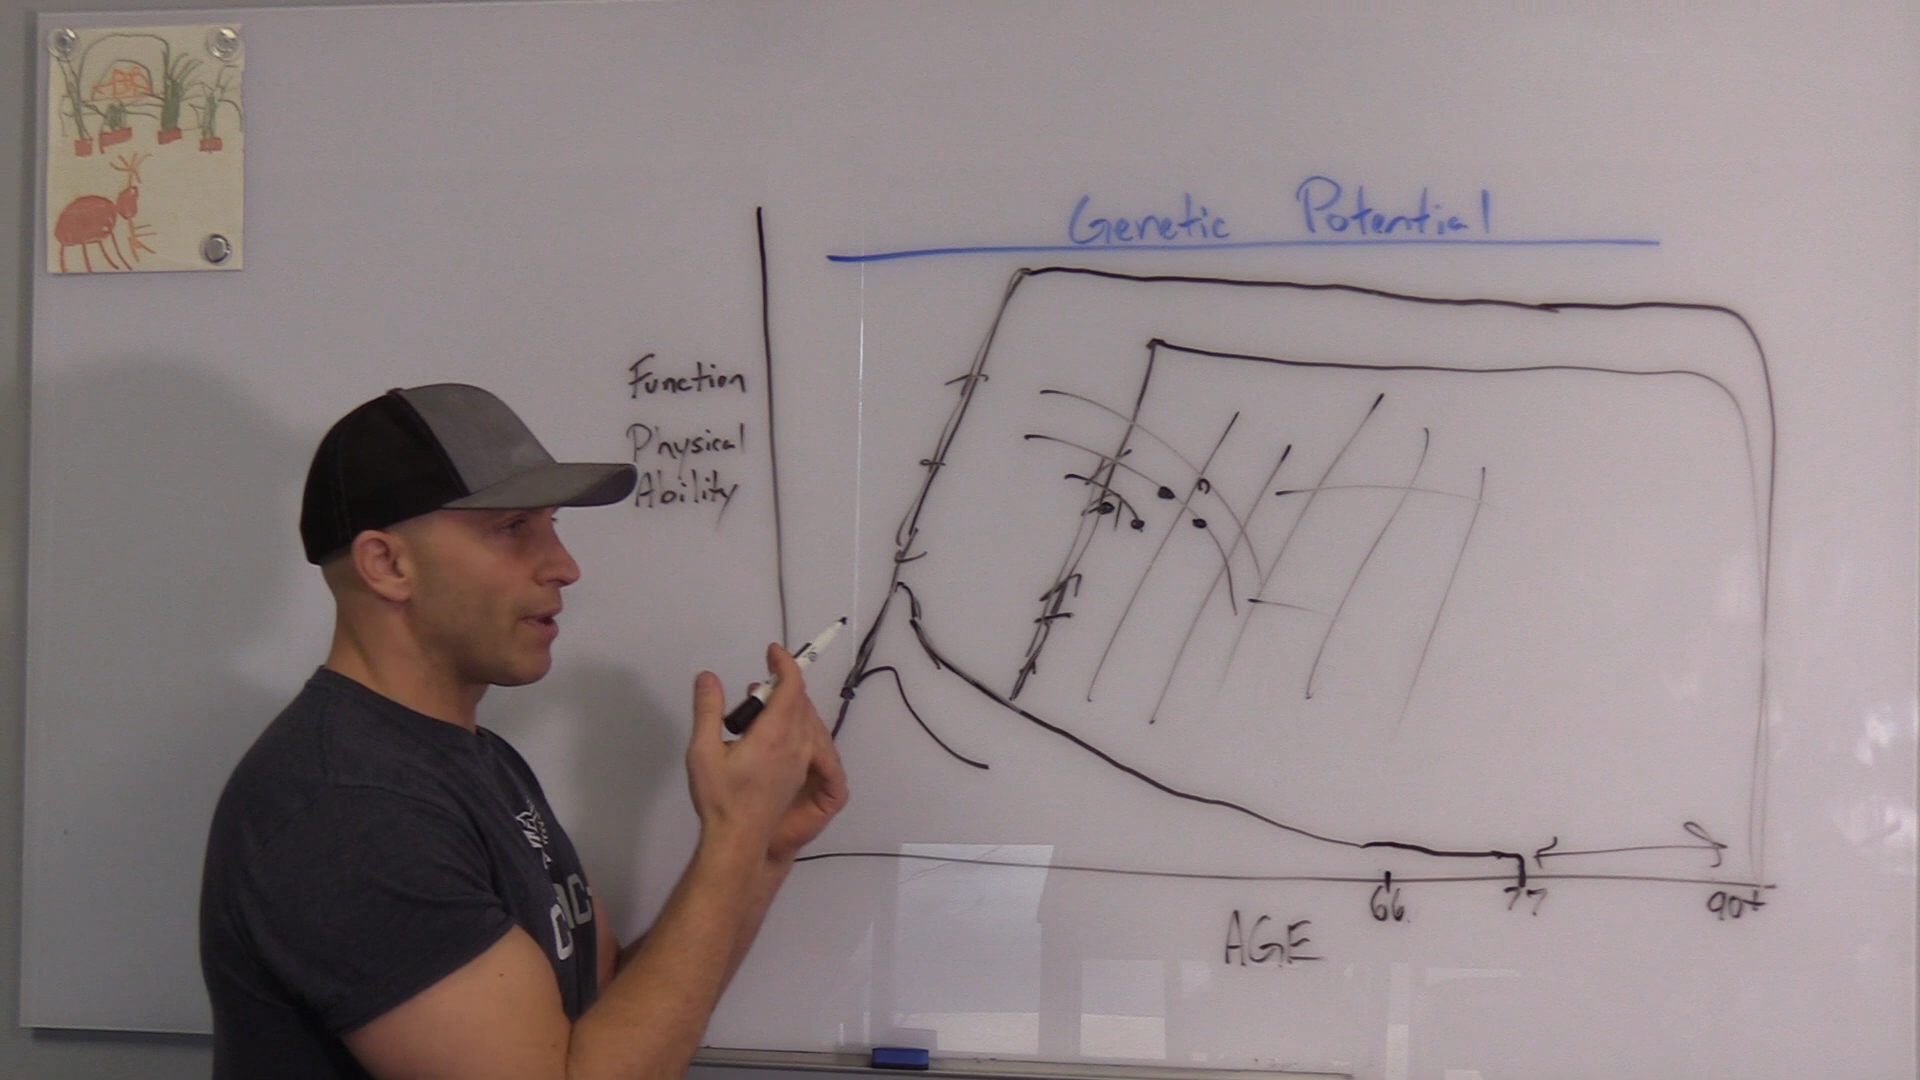 Genetic Potential
Function
Physical
Ability
66
77
90+
AGE